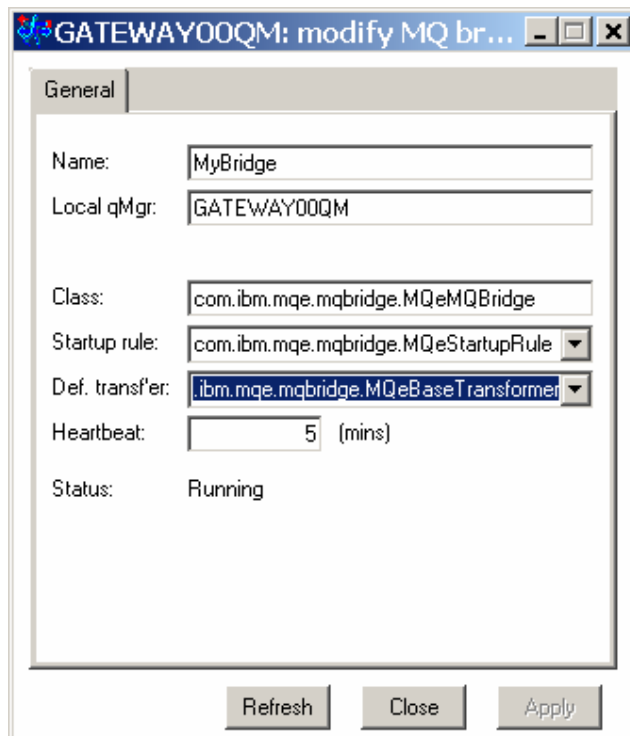 GATEWAY00QM: modify MQ br...
General
Name: MyBridge
Local qMgr: GATEWAY00QM
Class: com.ibm.mqe.mqbridge.MQeMQBridge
Startup rule: com.ibm.mqe.mqbridge.MQeStartupRule
Def. transf'er: .ibm.mqe.mqbridge.MQeBaseTransformer
Heartbeat: 5 (mins)
Status: Running
Refresh Close Apply